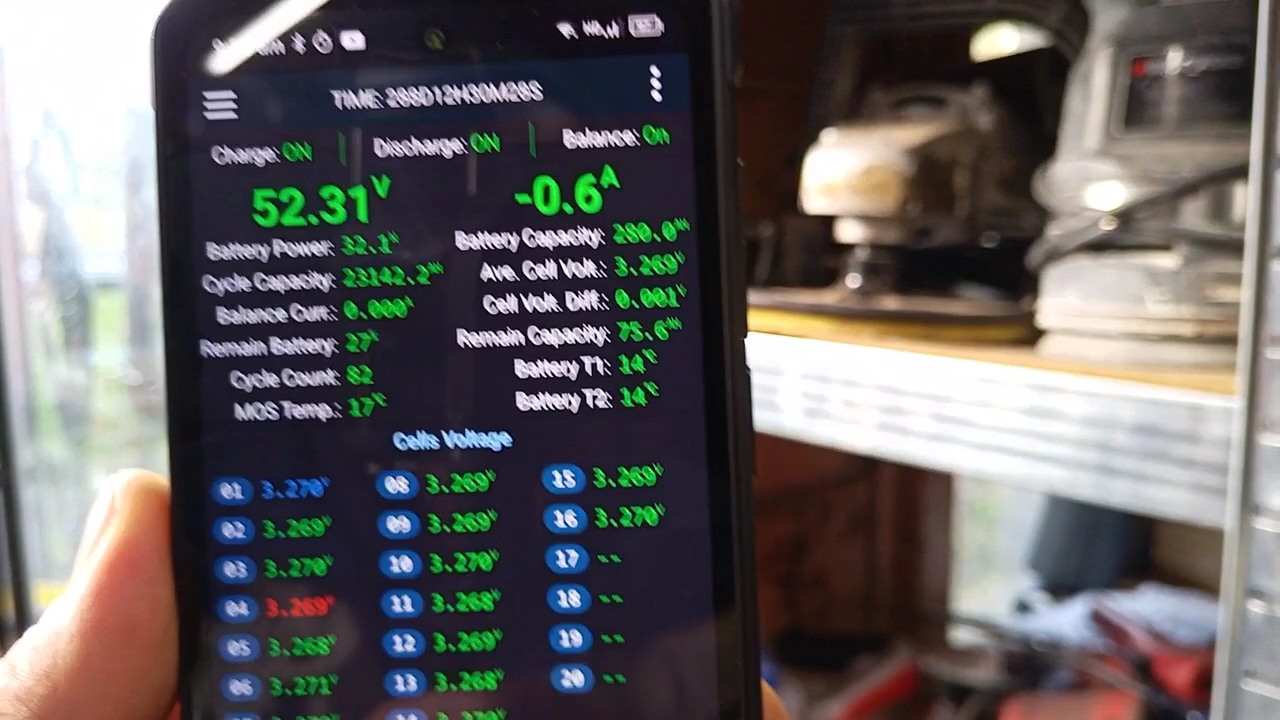 TIME: 288D12H30M28S
Charge: ON | Discharge: ON | Balance: On
52.31V -0.6A
Battery Power: 32.1W Battery Capacity: 280.0Ah
Cycle Capacity: 23142.2Ah Ave. Cell Volt.: 3.269V
Balance Curr: 0.000A Cell Volt. Diff.: 0.001V
Remain Battery: 27% Remain Capacity: 75.6Ah
Cycle Count: 82 Battery T1: 14℃
MOS Temp.: 17℃ Battery T2: 14℃
Cells Voltage
01 3.270V 08 3.269V 15 3.269V
02 3.269V 09 3.269V 16 3.270V
03 3.270V 10 3.270V 17 --
04 3.269V 11 3.268V 18 --
05 3.268V 12 3.269V 19 --
06 3.271V 13 3.268V 20 --